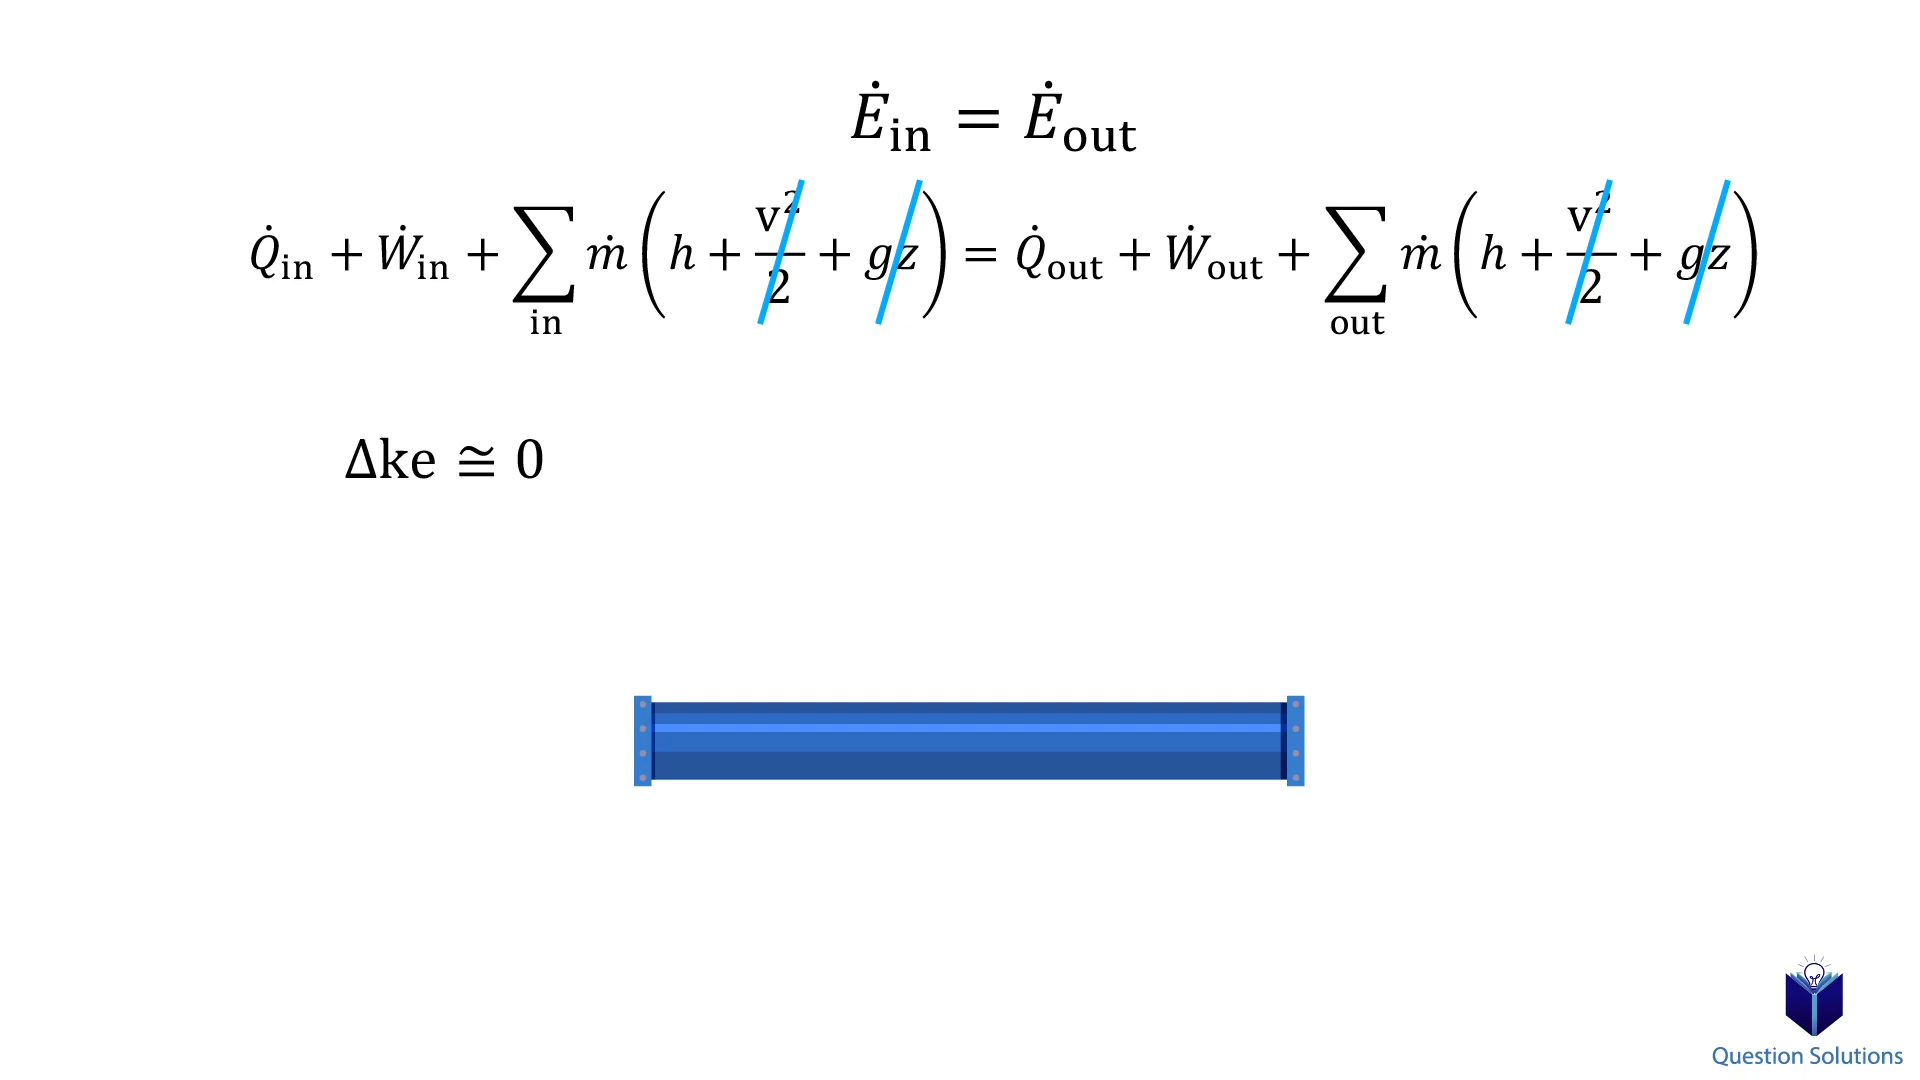 Ė_in = Ė_out
Q̇_in + Ẇ_in + ∑_in ṁ (h + v²/2 + gz) = Q̇_out + Ẇ_out + ∑_out ṁ (h + v²/2 + gz)
Δke ≅ 0
Question Solutions